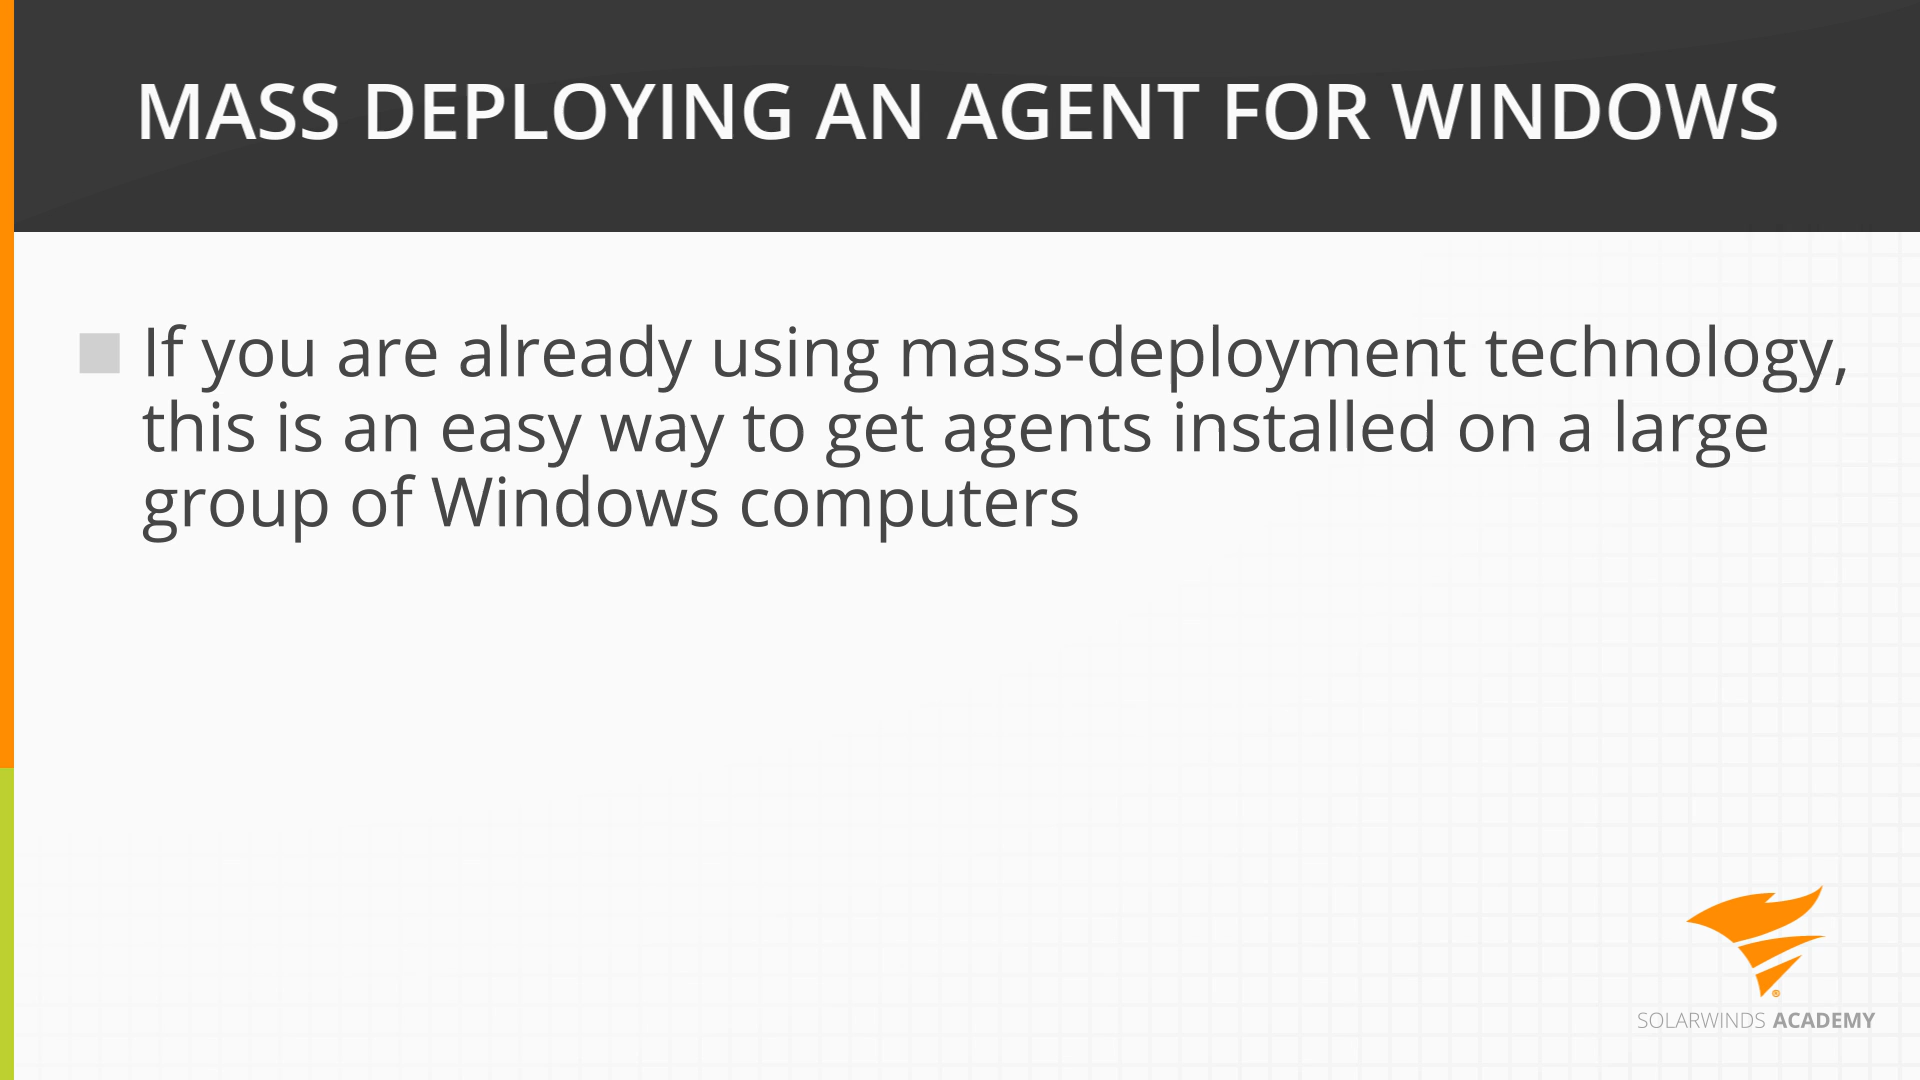 MASS DEPLOYING AN AGENT FOR WINDOWS
If you are already using mass-deployment technology,
this is an easy way to get agents installed on a large
group of Windows computers
®
SOLARWINDS ACADEMY